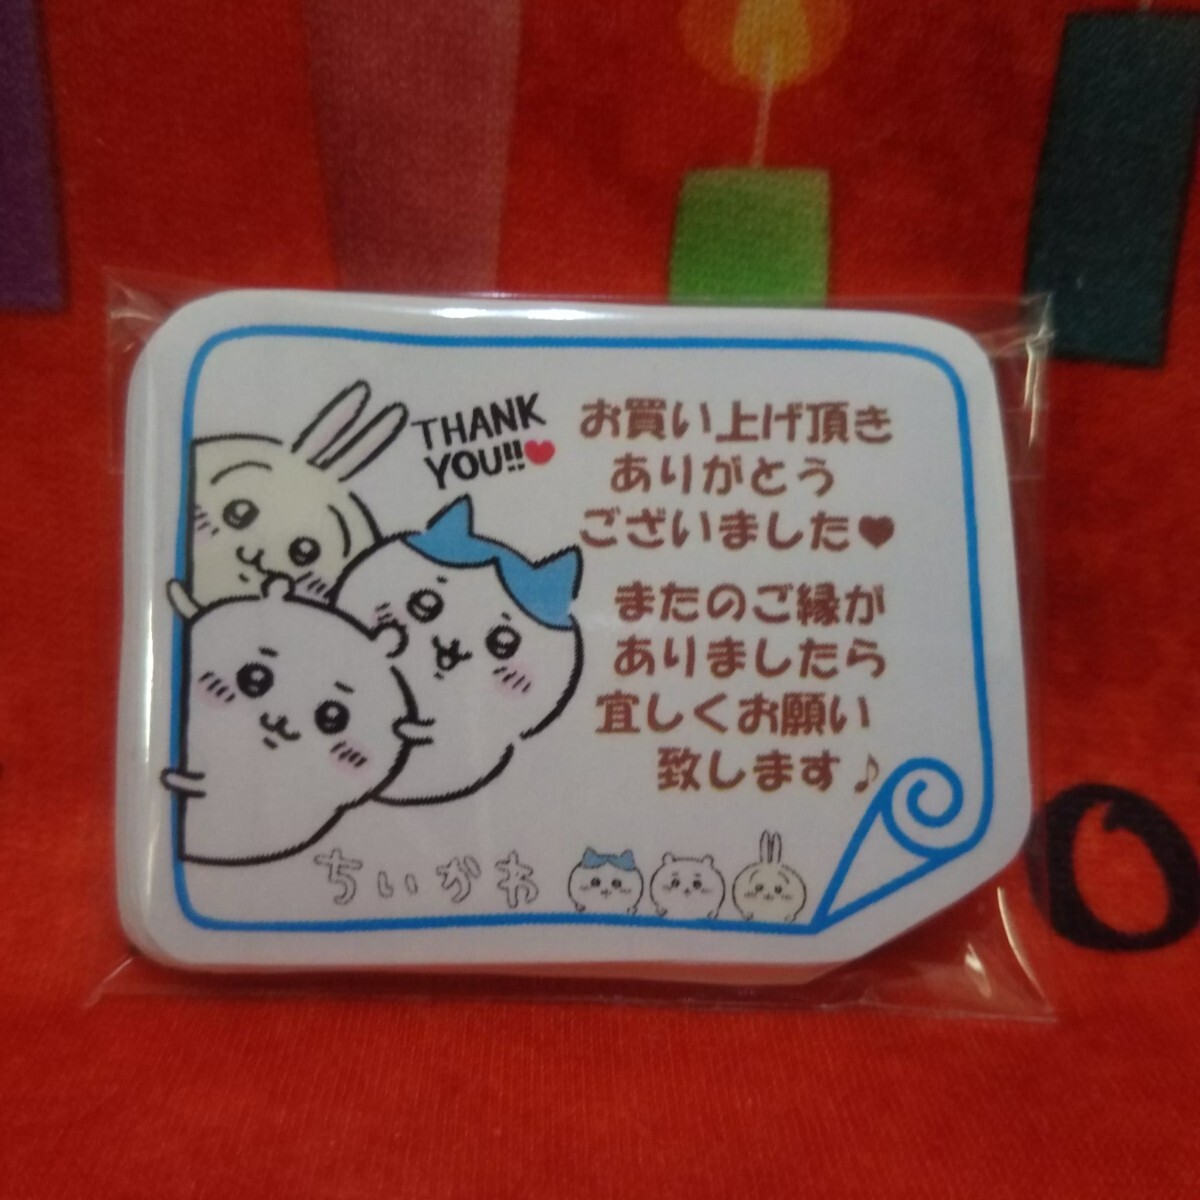 THANK
YOU!!♥
お買い上げ頂き
ありがとう
ございました♥
またのご縁が
ありましたら
宜しくお願い
致します♪
ちいかわ